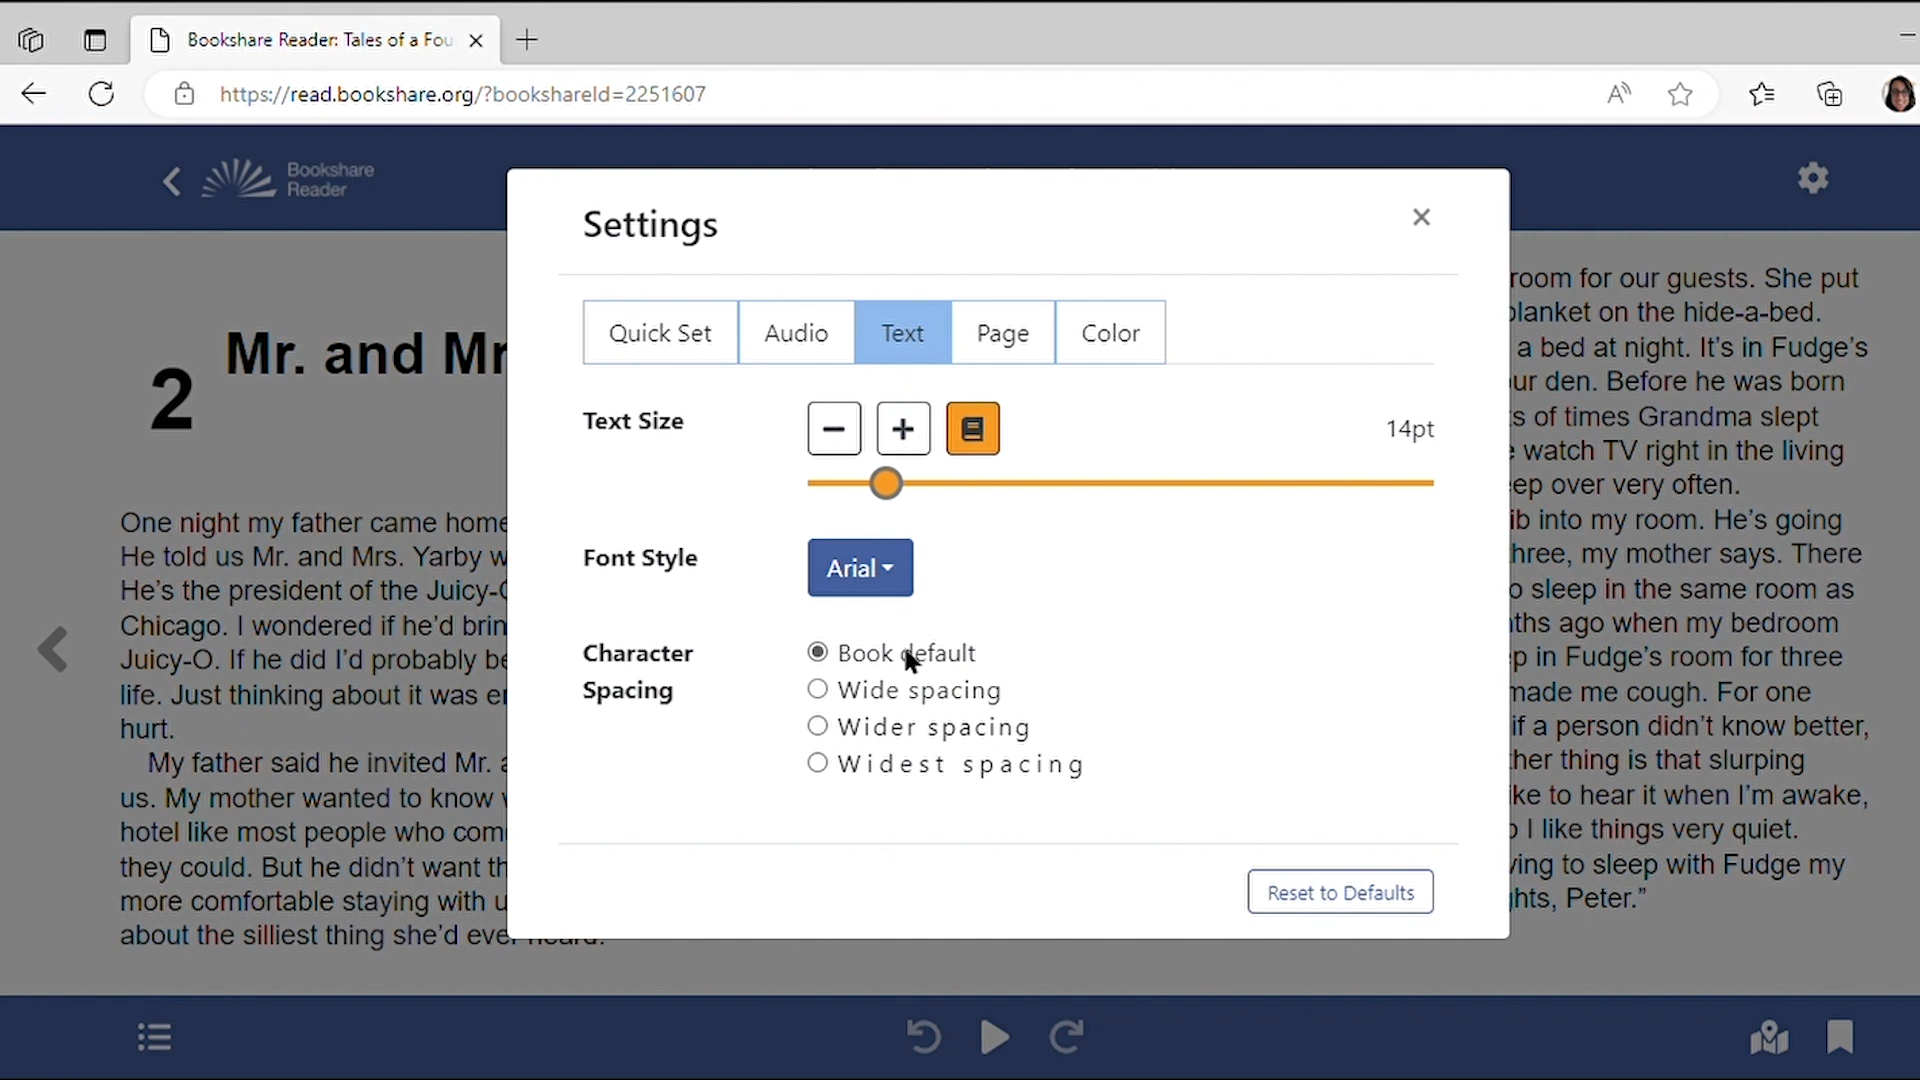 Bookshare Reader: Tales of a Fou
https://read.bookshare.org/?bookshareId=2251607
Bookshare
Reader
Settings
Quick Set
Audio
Text
Page
Color
Text Size
14pt
Font Style
Arial
Character
Spacing
Book default
Wide spacing
Wider spacing
Widest spacing
Reset to Defaults
2
Mr. and Mr
One night my father came home
He told us Mr. and Mrs. Yarby w
He's the president of the Juicy-O
Chicago. I wondered if he'd brin
Juicy-O. If he did I'd probably be
life. Just thinking about it was e
hurt.
My father said he invited Mr. a
us. My mother wanted to know
hotel like most people who com
they could. But he didn't want th
more comfortable staying with u
about the silliest thing she'd ever heard.
room for our guests. She put
blanket on the hide-a-bed.
a bed at night. It's in Fudge's
our den. Before he was born
s of times Grandma slept
watch TV right in the living
ep over very often.
ib into my room. He's going
three, my mother says. There
o sleep in the same room as
ths ago when my bedroom
p in Fudge's room for three
made me cough. For one
if a person didn't know better,
ther thing is that slurping
ike to hear it when I'm awake,
o I like things very quiet.
ving to sleep with Fudge my
hts, Peter."